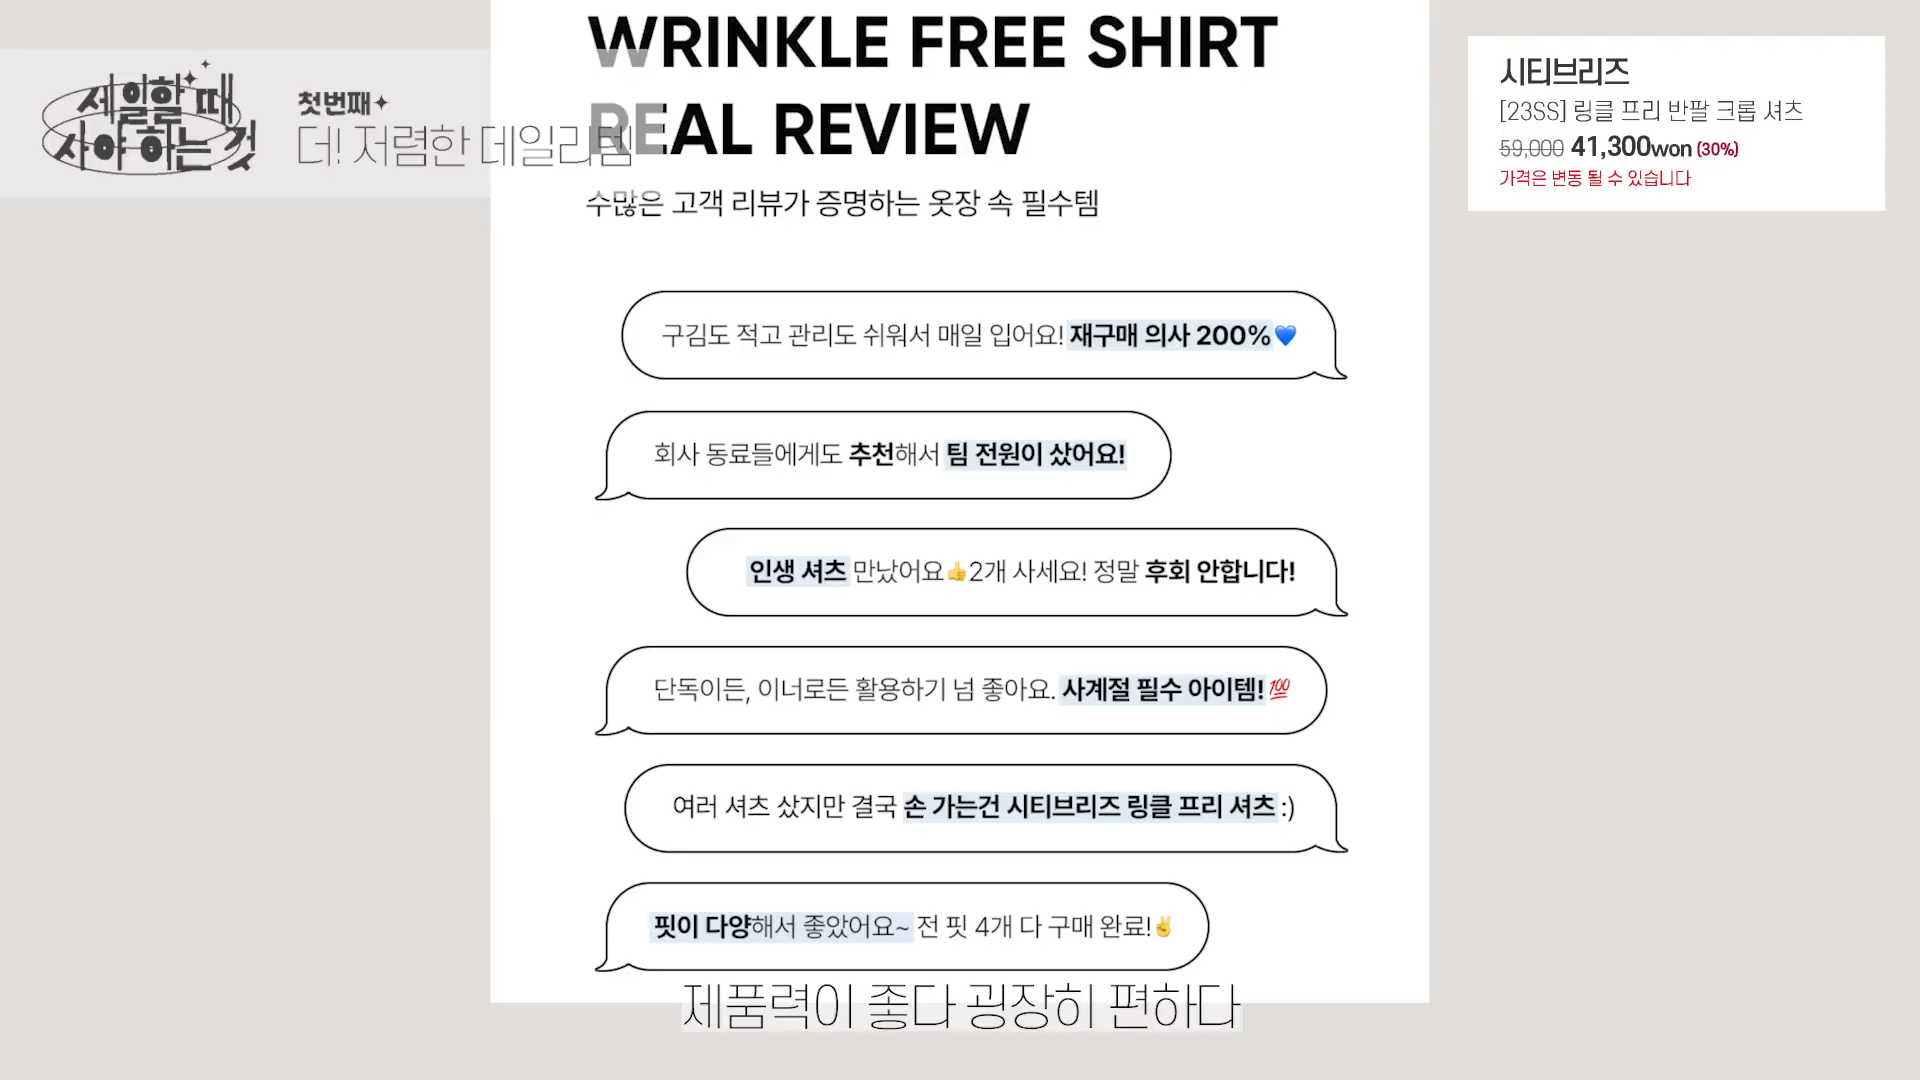 세일할 때
사야 하는 것
첫번째
더! 저렴한 데일리템
WRINKLE FREE SHIRT
REAL REVIEW
수많은 고객 리뷰가 증명하는 옷장 속 필수템
시티브리즈
[23SS] 링클 프리 반팔 크롭 셔츠
59,000 41,300won (30%)
가격은 변동 될 수 있습니다
구김도 적고 관리도 쉬워서 매일 입어요! 재구매 의사 200%💙
회사 동료들에게도 추천해서 팀 전원이 샀어요!
인생 셔츠 만났어요👍2개 사세요! 정말 후회 안합니다!
단독이든, 이너로든 활용하기 넘 좋아요. 사계절 필수 아이템!💯
여러 셔츠 샀지만 결국 손 가는건 시티브리즈 링클 프리 셔츠 :)
핏이 다양해서 좋았어요~ 전 핏 4개 다 구매 완료!✌️
제품력이 좋다 굉장히 편하다